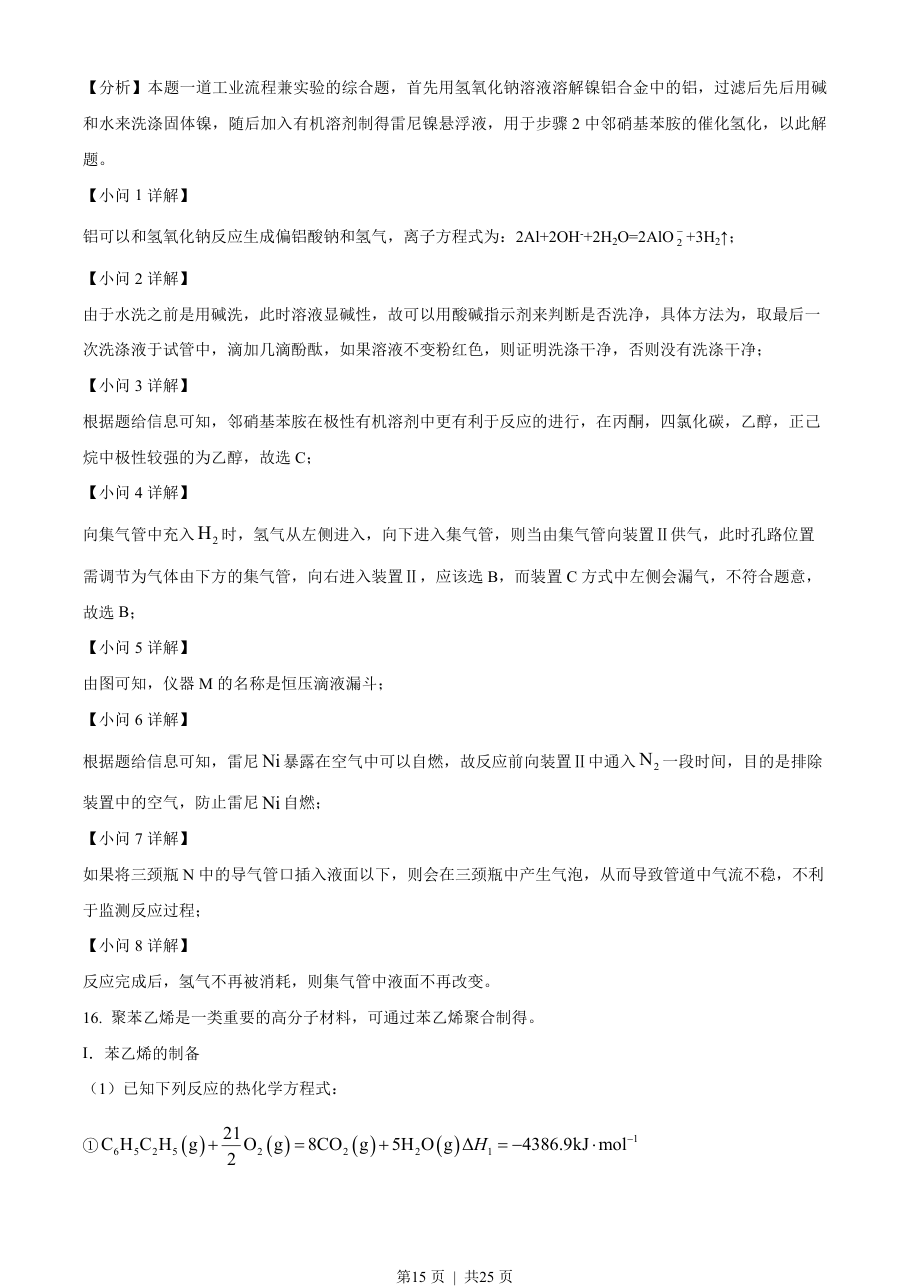 【分析】本题一道工业流程兼实验的综合题，首先用氢氧化钠溶液溶解镍铝合金中的铝，过滤后先后用碱
和水来洗涤固体镍，随后加入有机溶剂制得雷尼镍悬浮液，用于步骤 2 中邻硝基苯胺的催化氢化，以此解
题。
【小问 1 详解】
铝可以和氢氧化钠反应生成偏铝酸钠和氢气，离子方程式为：2Al+2OH⁻+2H₂O=2AlO₂⁻+3H₂↑；
【小问 2 详解】
由于水洗之前是用碱洗，此时溶液显碱性，故可以用酸碱指示剂来判断是否洗净，具体方法为，取最后一
次洗涤液于试管中，滴加几滴酚酞，如果溶液不变粉红色，则证明洗涤干净，否则没有洗涤干净；
【小问 3 详解】
根据题给信息可知，邻硝基苯胺在极性有机溶剂中更有利于反应的进行，在丙酮，四氯化碳，乙醇，正己
烷中极性较强的为乙醇，故选 C；
【小问 4 详解】
向集气管中充入 H₂ 时，氢气从左侧进入，向下进入集气管，则当由集气管向装置Ⅱ供气，此时孔路位置
需调节为气体由下方的集气管，向右进入装置Ⅱ，应该选 B，而装置 C 方式中左侧会漏气，不符合题意，
故选 B；
【小问 5 详解】
由图可知，仪器 M 的名称是恒压滴液漏斗；
【小问 6 详解】
根据题给信息可知，雷尼 Ni 暴露在空气中可以自燃，故反应前向装置Ⅱ中通入 N₂ 一段时间，目的是排除
装置中的空气，防止雷尼 Ni 自燃；
【小问 7 详解】
如果将三颈瓶 N 中的导气管口插入液面以下，则会在三颈瓶中产生气泡，从而导致管道中气流不稳，不利
于监测反应过程；
【小问 8 详解】
反应完成后，氢气不再被消耗，则集气管中液面不再改变。
16. 聚苯乙烯是一类重要的高分子材料，可通过苯乙烯聚合制得。
Ⅰ．苯乙烯的制备
（1）已知下列反应的热化学方程式：
①C₆H₅C₂H₅(g)+21/2 O₂(g)=8CO₂(g)+5H₂O(g)ΔH₁=−4386.9kJ·mol⁻¹
第15 页 | 共25 页